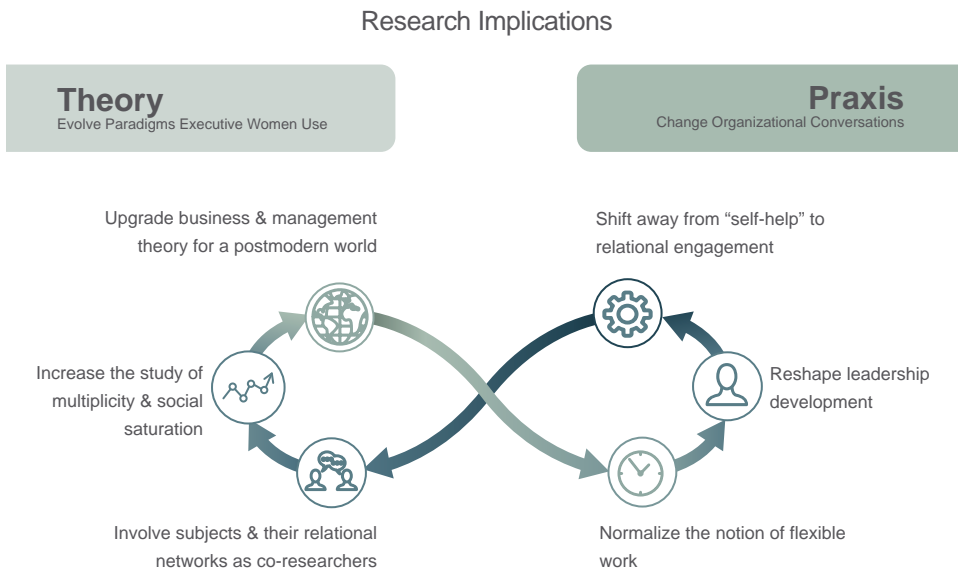 Research Implications
Theory
Evolve Paradigms Executive Women Use
Praxis
Change Organizational Conversations
Upgrade business & management
theory for a postmodern world
Shift away from “self-help” to
relational engagement
Increase the study of
multiplicity & social
saturation
Reshape leadership
development
Involve subjects & their relational
networks as co-researchers
Normalize the notion of flexible
work